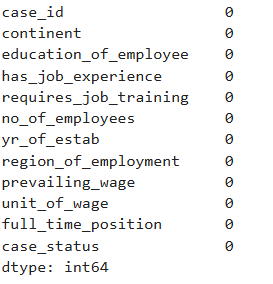 case_id 0
continent 0
education_of_employee 0
has_job_experience 0
requires_job_training 0
no_of_employees 0
yr_of_estab 0
region_of_employment 0
prevailing_wage 0
unit_of_wage 0
full_time_position 0
case_status 0
dtype: int64